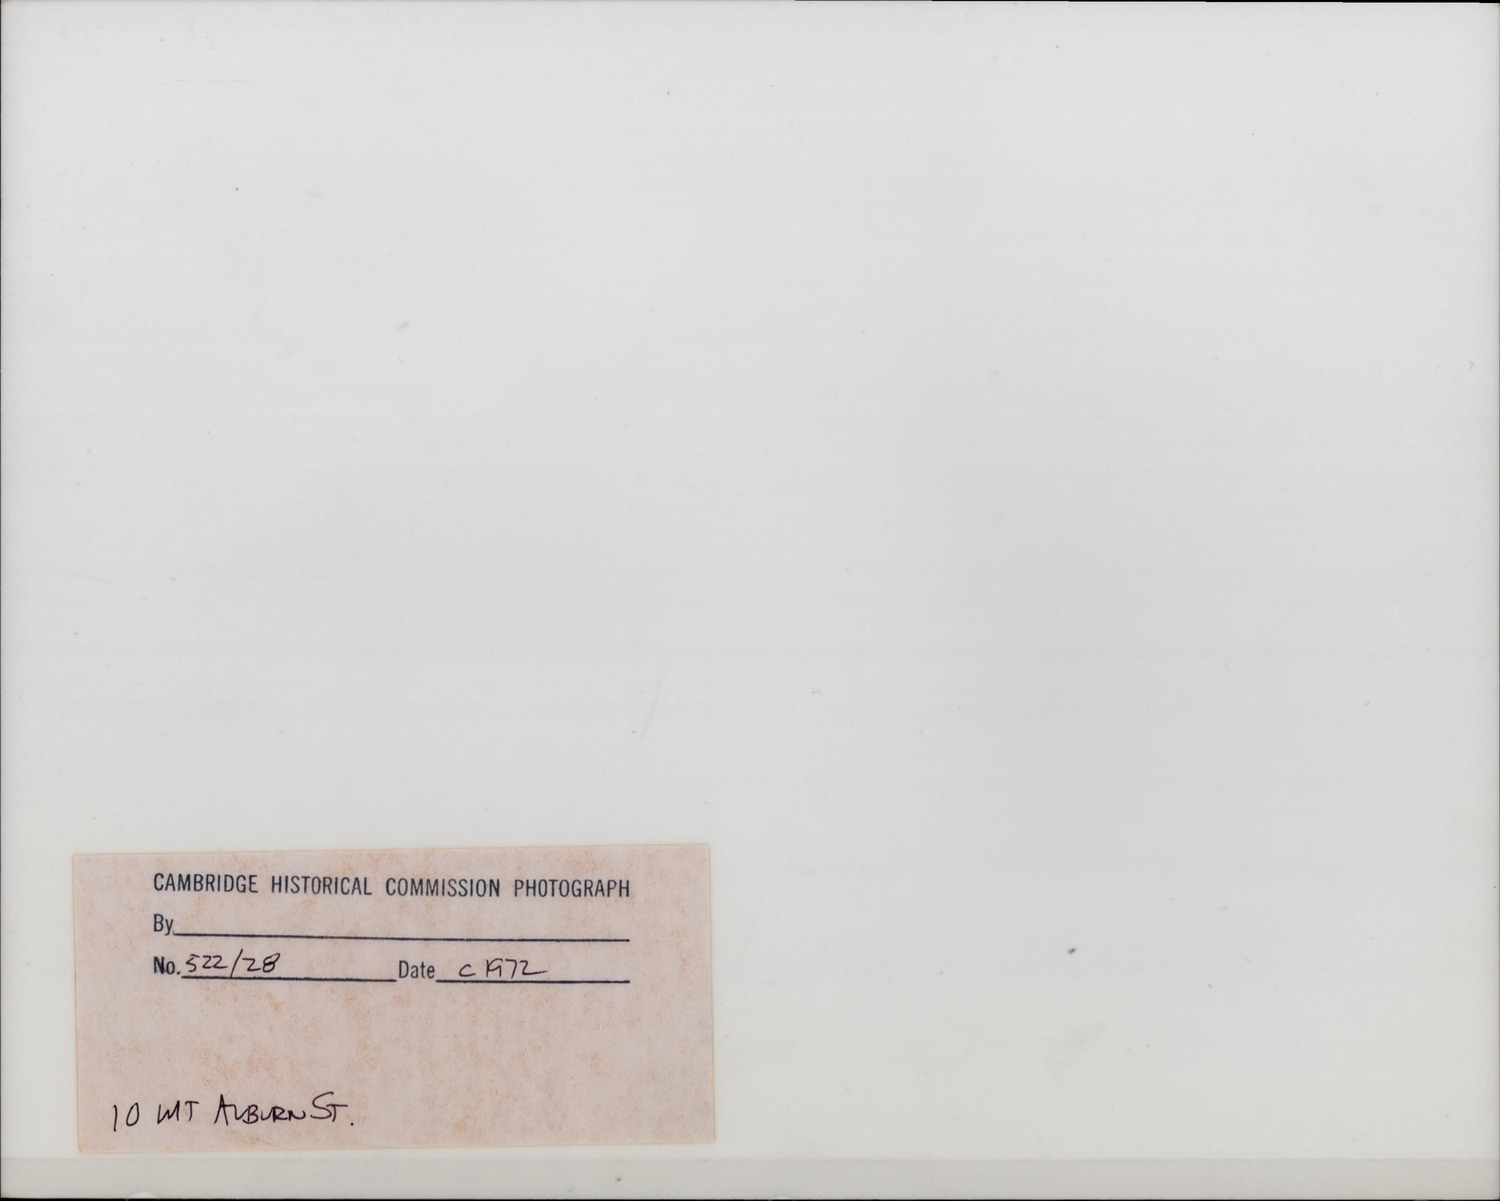 CAMBRIDGE HISTORICAL COMMISSION PHOTOGRAPH
By
No. 522/28 Date c 1972
10 MT AUBURN ST.